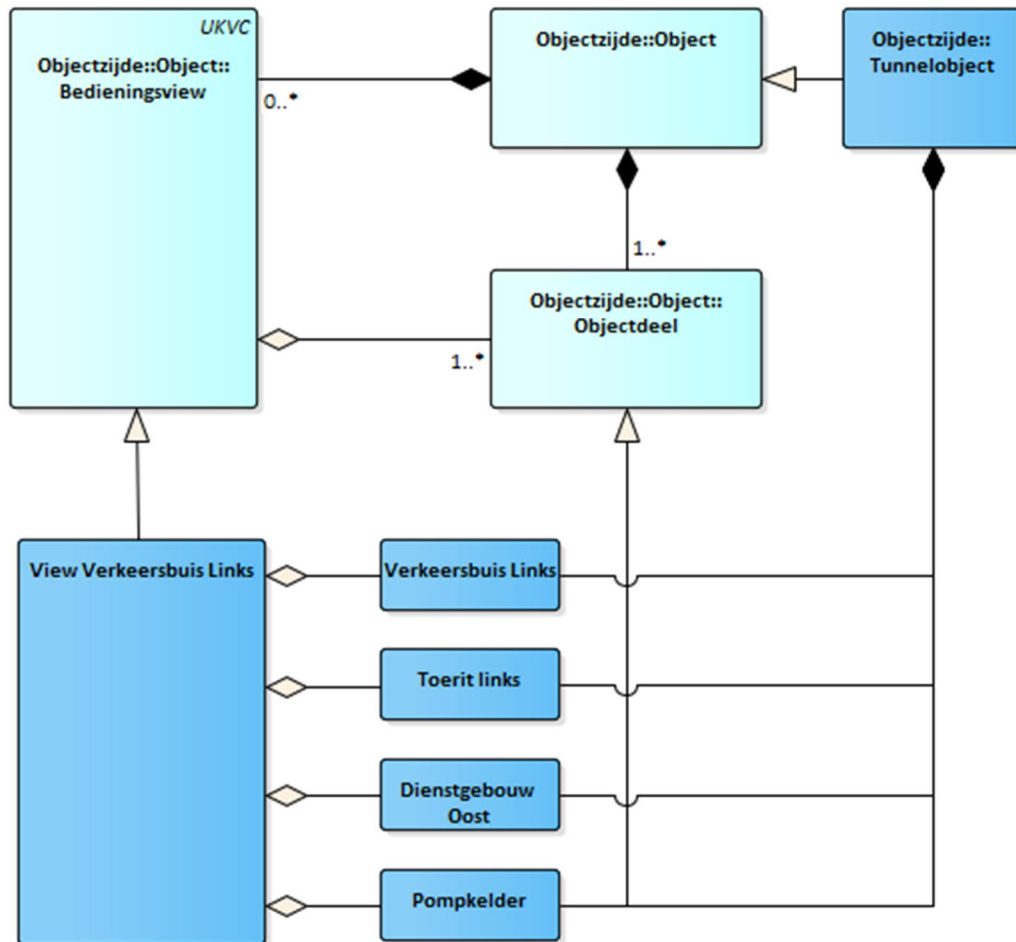 UKVC
Objectzijde::Object::
Bedieningsview
Objectzijde::Object
Objectzijde::
Tunnelobject
0..*
1..*
Objectzijde::Object::
Objectdeel
1..*
View Verkeersbuis Links
Verkeersbuis Links
Toerit links
Dienstgebouw
Oost
Pompkelder